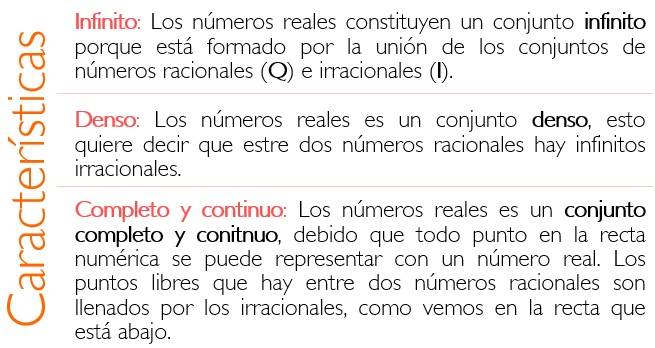 Características
Infinito: Los números reales constituyen un conjunto infinito
porque está formado por la unión de los conjuntos de
números racionales (Q) e irracionales (I).
Denso: Los números reales es un conjunto denso, esto
quiere decir que estre dos números racionales hay infinitos
irracionales.
Completo y continuo: Los números reales es un conjunto
completo y conitnuo, debido que todo punto en la recta
numérica se puede representar con un número real. Los
puntos libres que hay entre dos números racionales son
llenados por los irracionales, como vemos en la recta que
está abajo.